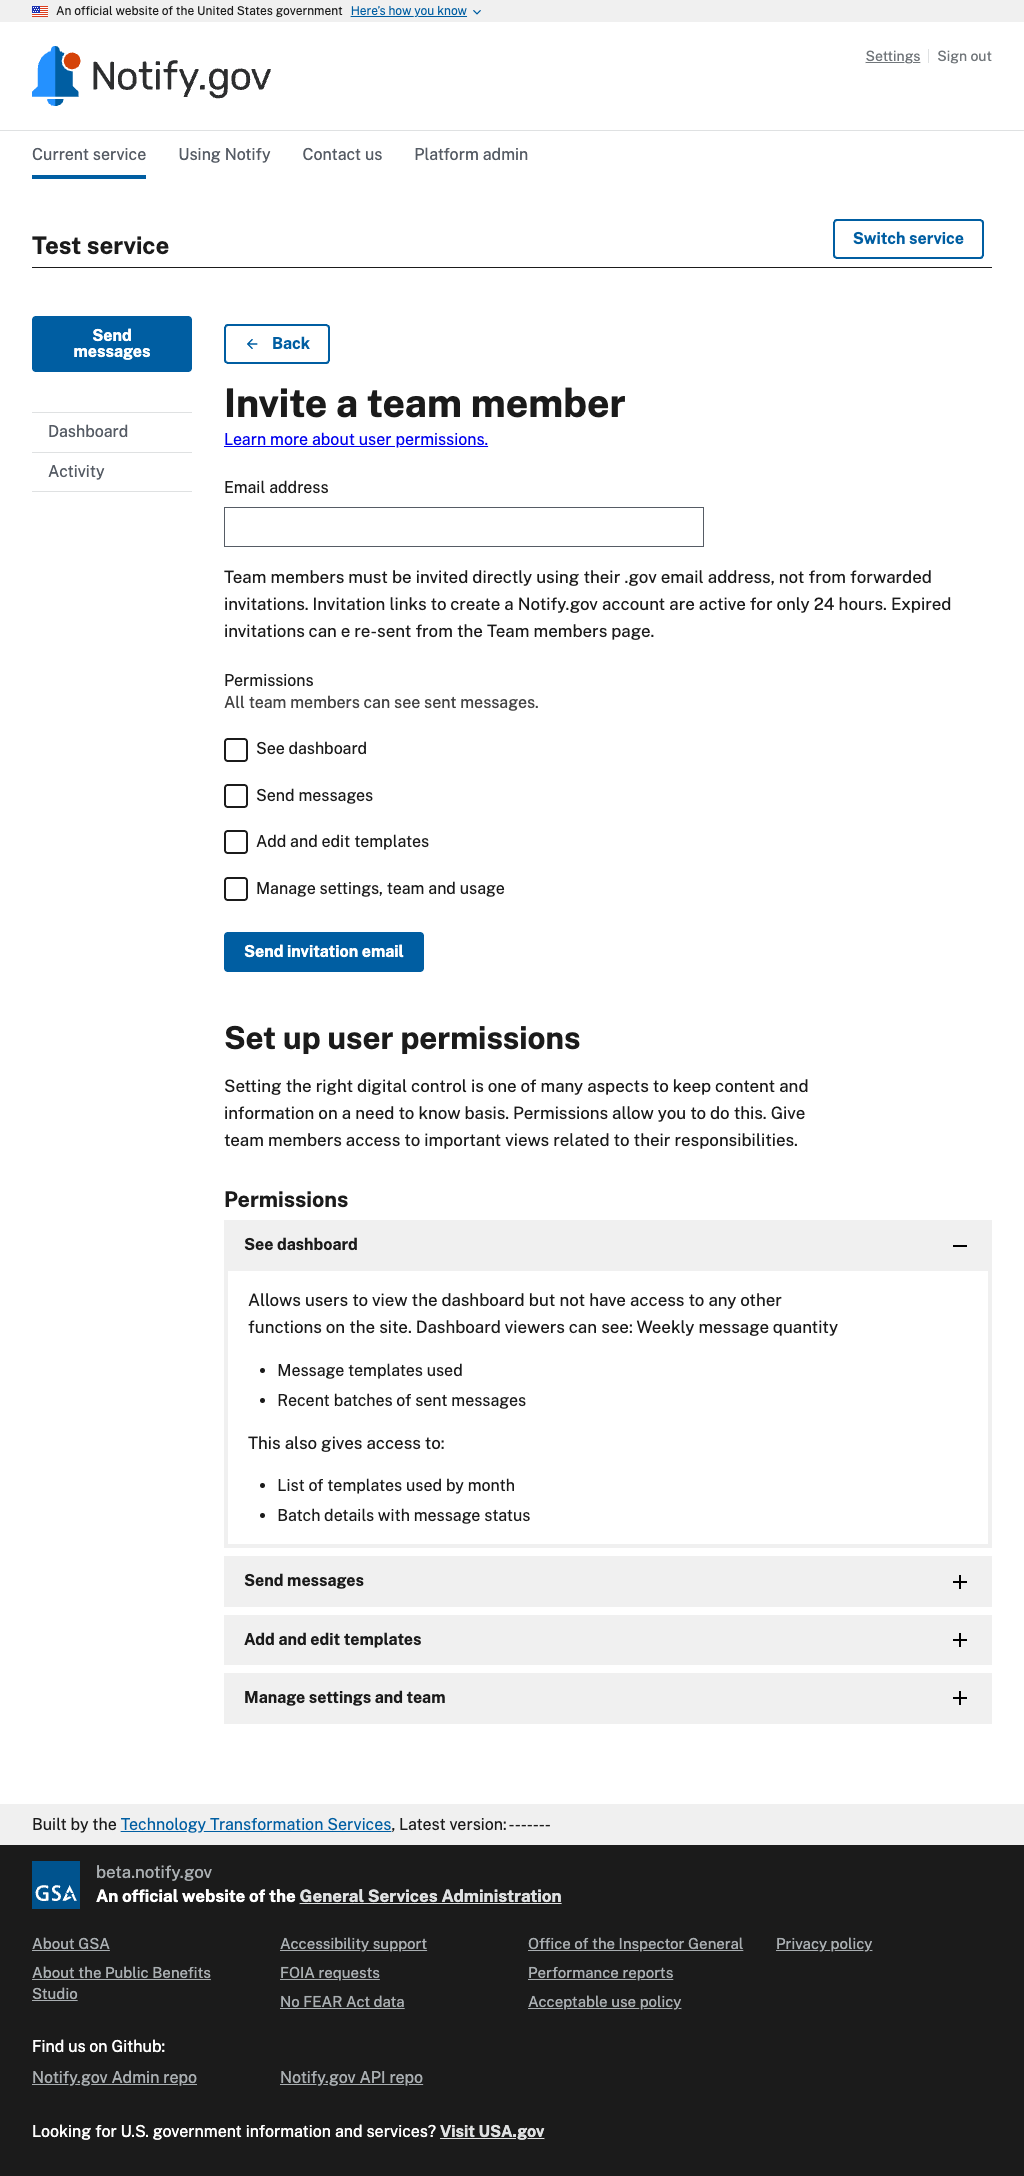 An official website of the United States government Here's how you know
Notify.gov
Settings Sign out
Current service Using Notify Contact us Platform admin
Test service
Switch service
Send
messages
Dashboard
Activity
Back
Invite a team member
Learn more about user permissions.
Email address
Team members must be invited directly using their .gov email address, not from forwarded
invitations. Invitation links to create a Notify.gov account are active for only 24 hours. Expired
invitations can e re-sent from the Team members page.
Permissions
All team members can see sent messages.
See dashboard
Send messages
Add and edit templates
Manage settings, team and usage
Send invitation email
Set up user permissions
Setting the right digital control is one of many aspects to keep content and
information on a need to know basis. Permissions allow you to do this. Give
team members access to important views related to their responsibilities.
Permissions
See dashboard
Allows users to view the dashboard but not have access to any other
functions on the site. Dashboard viewers can see: Weekly message quantity
• Message templates used
• Recent batches of sent messages
This also gives access to:
• List of templates used by month
• Batch details with message status
Send messages
Add and edit templates
Manage settings and team
Built by the Technology Transformation Services, Latest version:-------
GSA
beta.notify.gov
An official website of the General Services Administration
About GSA
About the Public Benefits
Studio
Accessibility support
FOIA requests
No FEAR Act data
Office of the Inspector General
Performance reports
Acceptable use policy
Privacy policy
Find us on Github:
Notify.gov Admin repo Notify.gov API repo
Looking for U.S. government information and services? Visit USA.gov